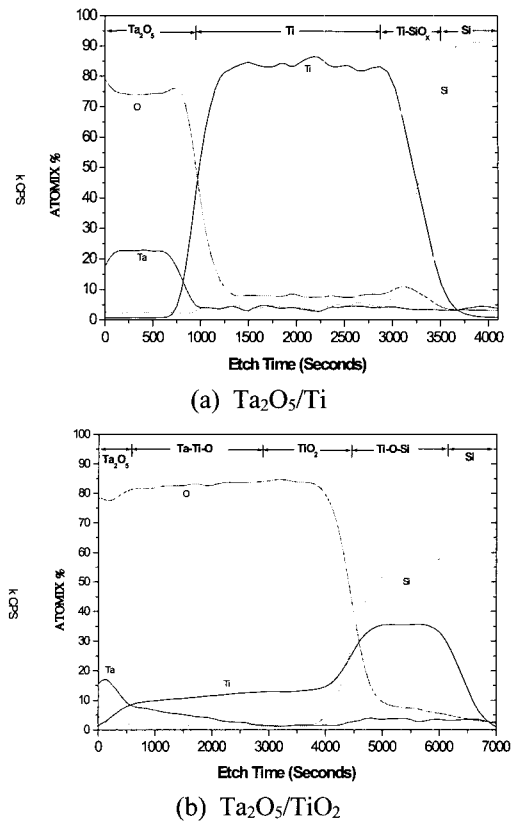 Ta₂O₅ Ti Ti-SiOₓ Si
100
90
80
70
60
50
40
30
20
10
0
k CPS
ATOMIX %
O
Ta
Ti
Si
0 500 1000 1500 2000 2500 3000 3500 4000
Etch Time (Seconds)
(a) Ta₂O₅/Ti
Ta₂O₅ Ta-Ti-O TiO₂ Ti-O-Si Si
100
90
80
70
60
50
40
30
20
10
0
k CPS
ATOMIX %
O
Ta
Ti
Si
0 1000 2000 3000 4000 5000 6000 7000
Etch Time (Seconds)
(b) Ta₂O₅/TiO₂